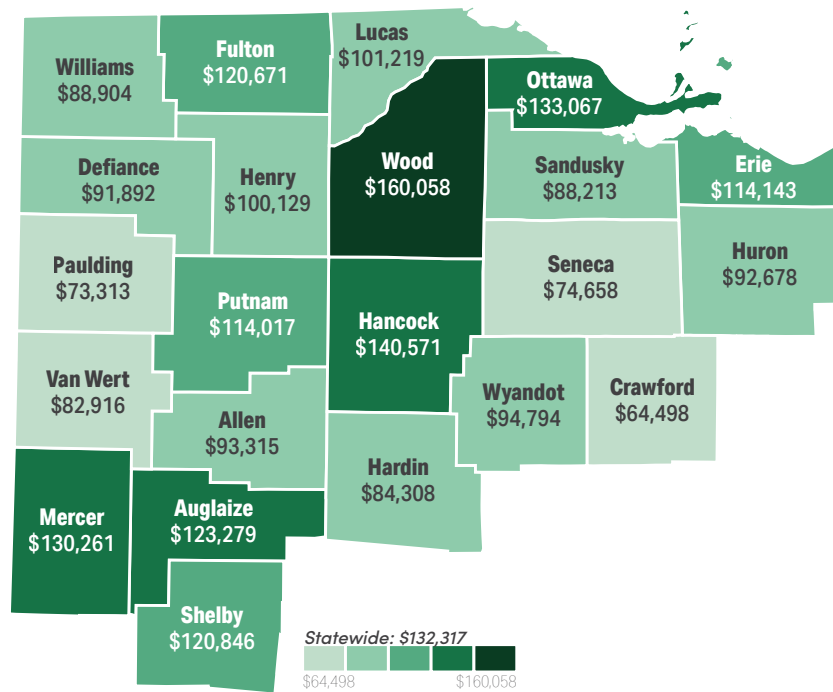 Williams
$88,904
Fulton
$120,671
Lucas
$101,219
Ottawa
$133,067
Defiance
$91,892
Henry
$100,129
Wood
$160,058
Sandusky
$88,213
Erie
$114,143
Paulding
$73,313
Putnam
$114,017
Hancock
$140,571
Seneca
$74,658
Huron
$92,678
Van Wert
$82,916
Allen
$93,315
Wyandot
$94,794
Crawford
$64,498
Hardin
$84,308
Mercer
$130,261
Auglaize
$123,279
Shelby
$120,846
Statewide: $132,317
$64,498
$160,058